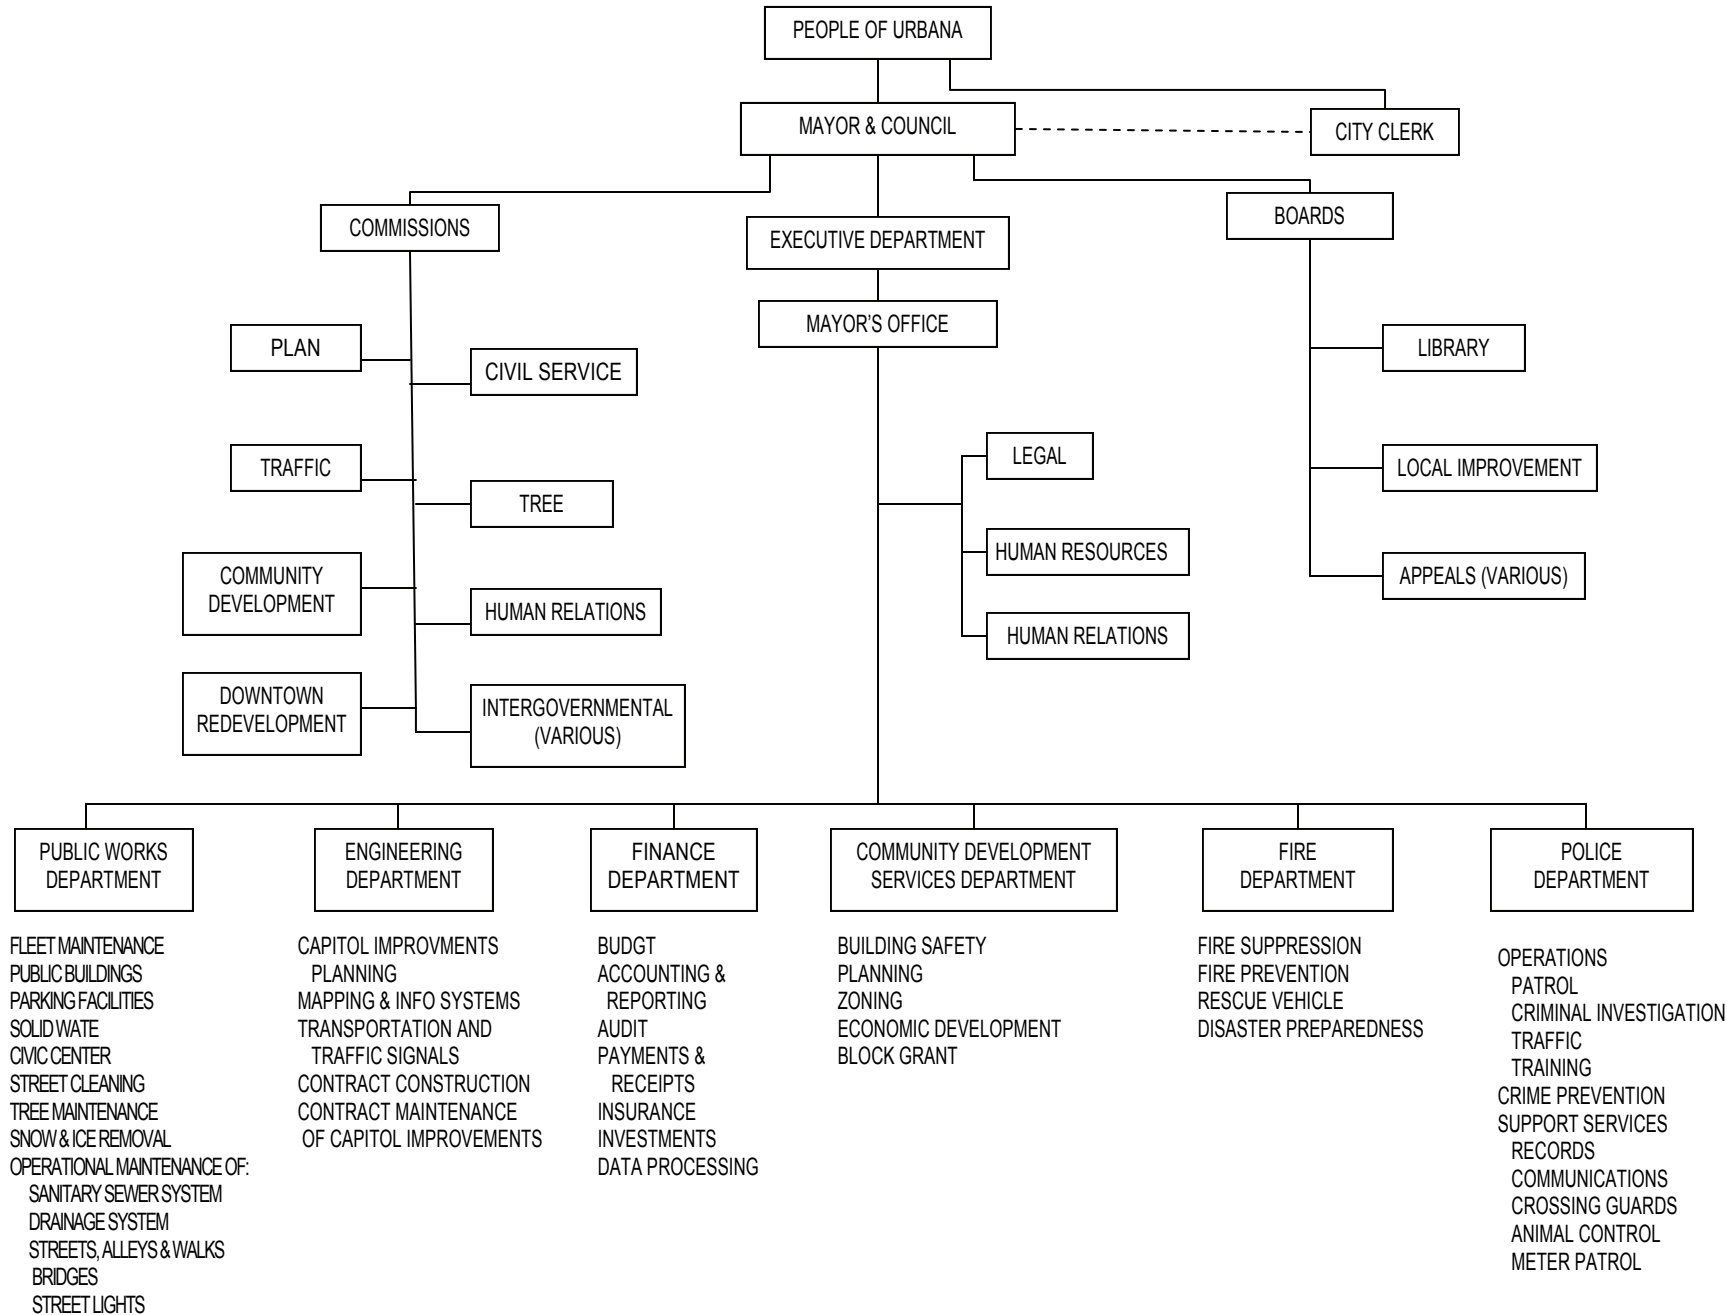 PEOPLE OF URBANA
MAYOR & COUNCIL
CITY CLERK
COMMISSIONS
EXECUTIVE DEPARTMENT
BOARDS
MAYOR'S OFFICE
PLAN
CIVIL SERVICE
TRAFFIC
TREE
COMMUNITY
DEVELOPMENT
HUMAN RELATIONS
DOWNTOWN
REDEVELOPMENT
INTERGOVERNMENTAL
(VARIOUS)
LEGAL
HUMAN RESOURCES
HUMAN RELATIONS
LIBRARY
LOCAL IMPROVEMENT
APPEALS (VARIOUS)
PUBLIC WORKS
DEPARTMENT
FLEET MAINTENANCE
PUBLIC BUILDINGS
PARKING FACILITIES
SOLID WATE
CIVIC CENTER
STREET CLEANING
TREE MAINTENANCE
SNOW & ICE REMOVAL
OPERATIONAL MAINTENANCE OF:
SANITARY SEWER SYSTEM
DRAINAGE SYSTEM
STREETS, ALLEYS & WALKS
BRIDGES
STREET LIGHTS
ENGINEERING
DEPARTMENT
CAPITOL IMPROVMENTS
PLANNING
MAPPING & INFO SYSTEMS
TRANSPORTATION AND
TRAFFIC SIGNALS
CONTRACT CONSTRUCTION
CONTRACT MAINTENANCE
OF CAPITOL IMPROVEMENTS
FINANCE
DEPARTMENT
BUDGT
ACCOUNTING &
REPORTING
AUDIT
PAYMENTS &
RECEIPTS
INSURANCE
INVESTMENTS
DATA PROCESSING
COMMUNITY DEVELOPMENT
SERVICES DEPARTMENT
BUILDING SAFETY
PLANNING
ZONING
ECONOMIC DEVELOPMENT
BLOCK GRANT
FIRE
DEPARTMENT
FIRE SUPPRESSION
FIRE PREVENTION
RESCUE VEHICLE
DISASTER PREPAREDNESS
POLICE
DEPARTMENT
OPERATIONS
PATROL
CRIMINAL INVESTIGATION
TRAFFIC
TRAINING
CRIME PREVENTION
SUPPORT SERVICES
RECORDS
COMMUNICATIONS
CROSSING GUARDS
ANIMAL CONTROL
METER PATROL